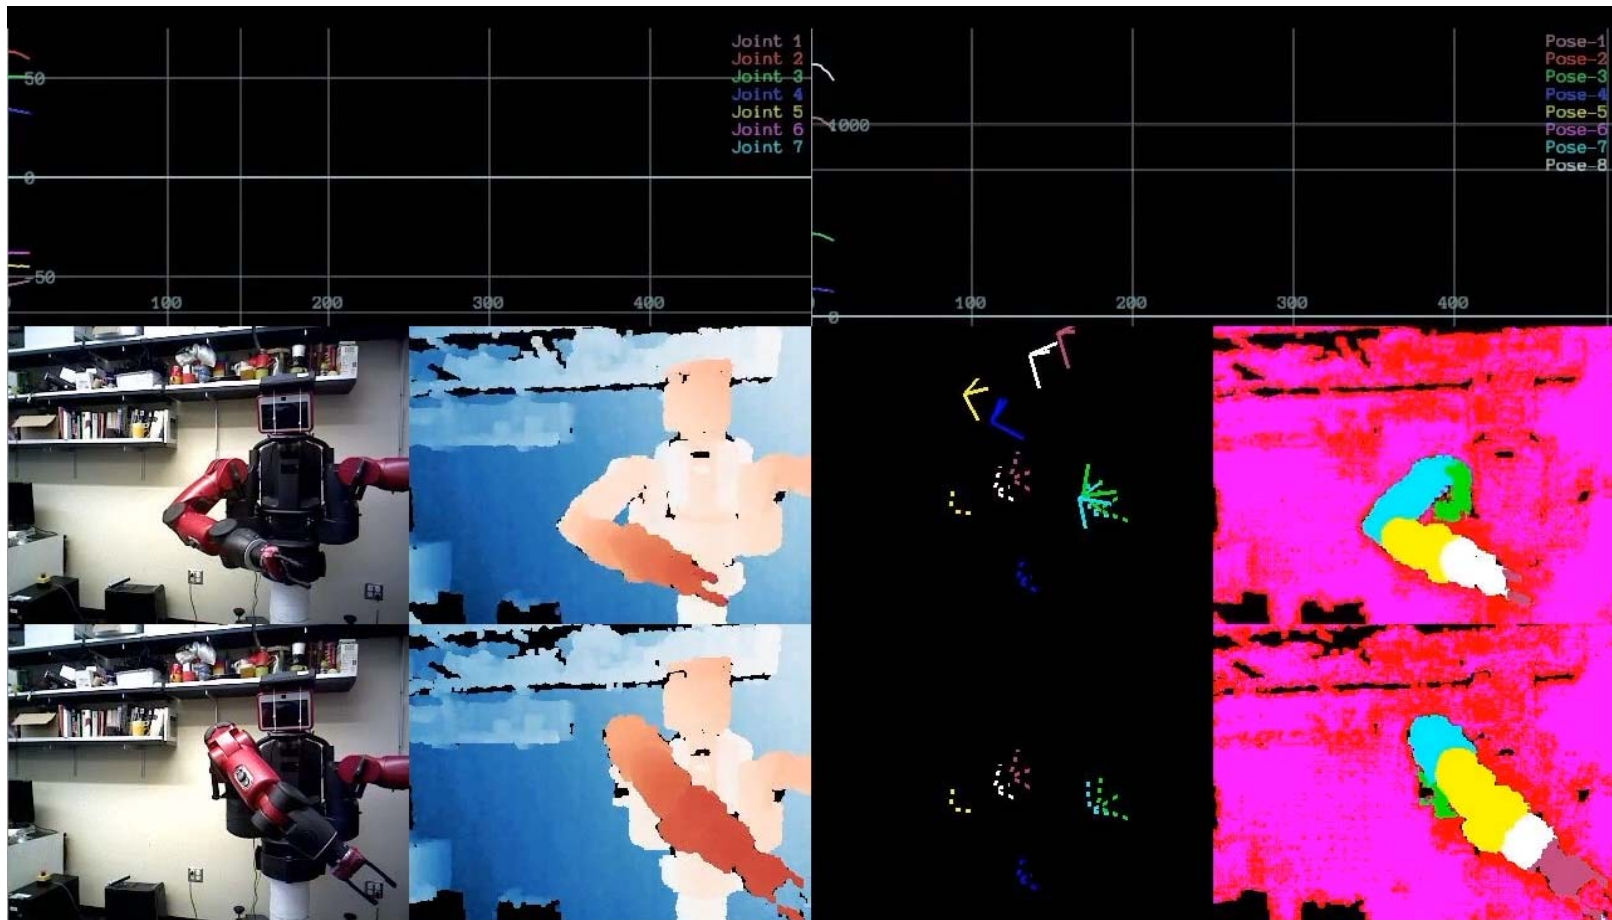 Joint 1
Joint 2
Joint 3
Joint 4
Joint 5
Joint 6
Joint 7
50
0
-50
100
200
300
400
Pose-1
Pose-2
Pose-3
Pose-4
Pose-5
Pose-6
Pose-7
Pose-8
1000
0
100
200
300
400